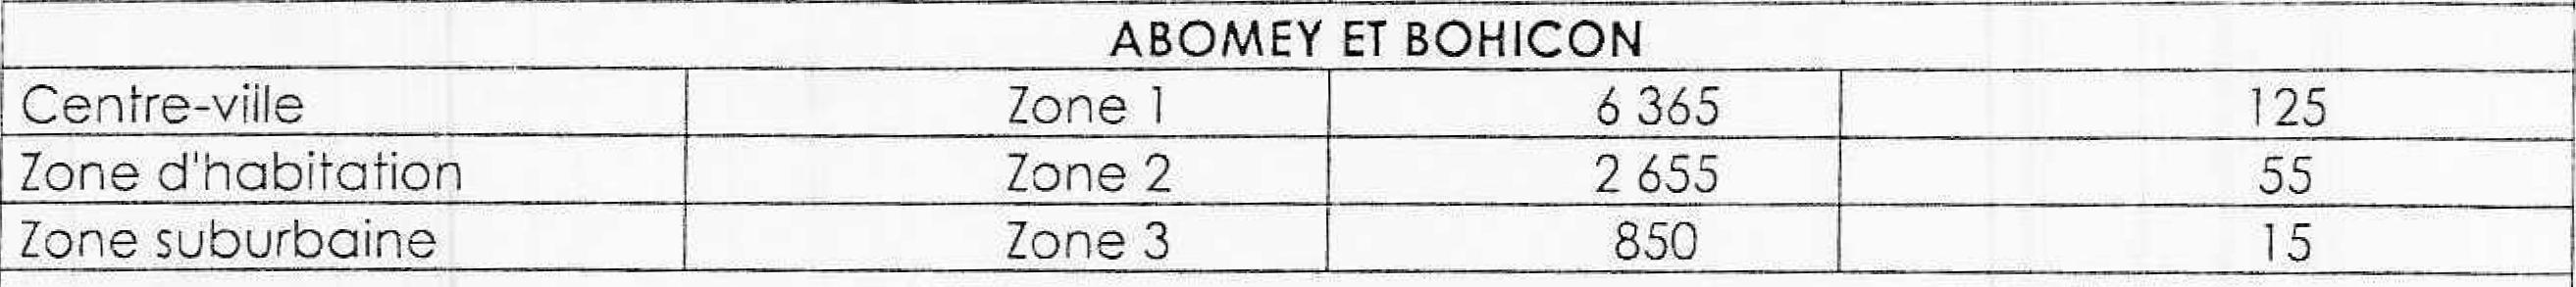 ABOMEY ET BOHICON
Centre-ville Zone 1 6 365 125
Zone d'habitation Zone 2 2 655 55
Zone suburbaine Zone 3 850 15